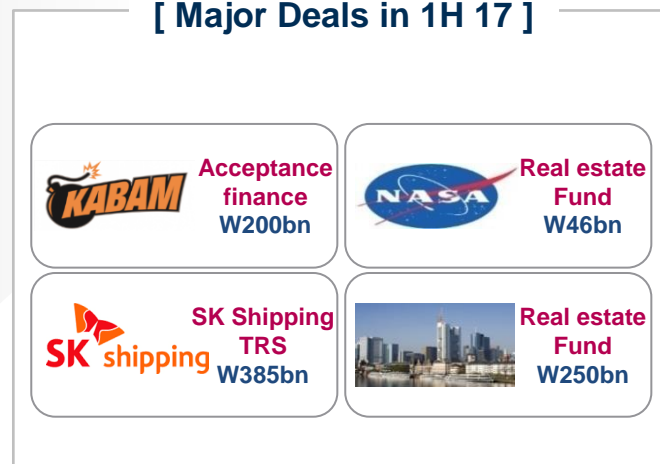 [ Major Deals in 1H 17 ]
KABAM
Acceptance
finance
W200bn
NASA
Real estate
Fund
W46bn
SK shipping
SK Shipping
TRS
W385bn
Real estate
Fund
W250bn